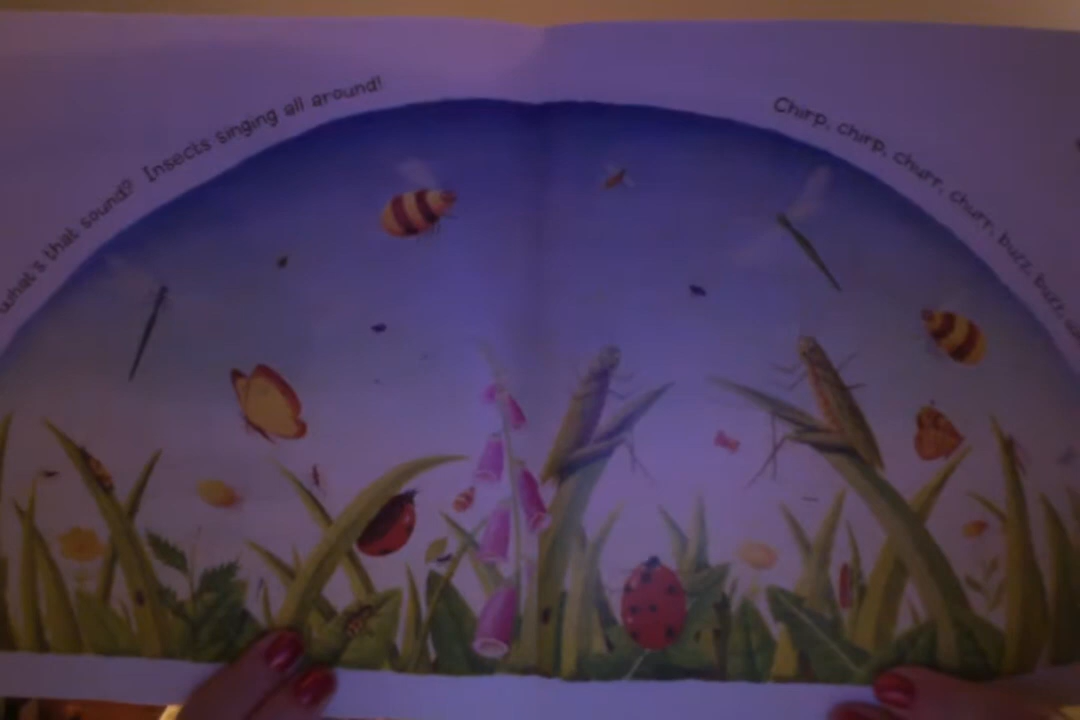 what's that sound? Insects singing all around!
Chirp, chirp, churr, churr, buzz, buzz,